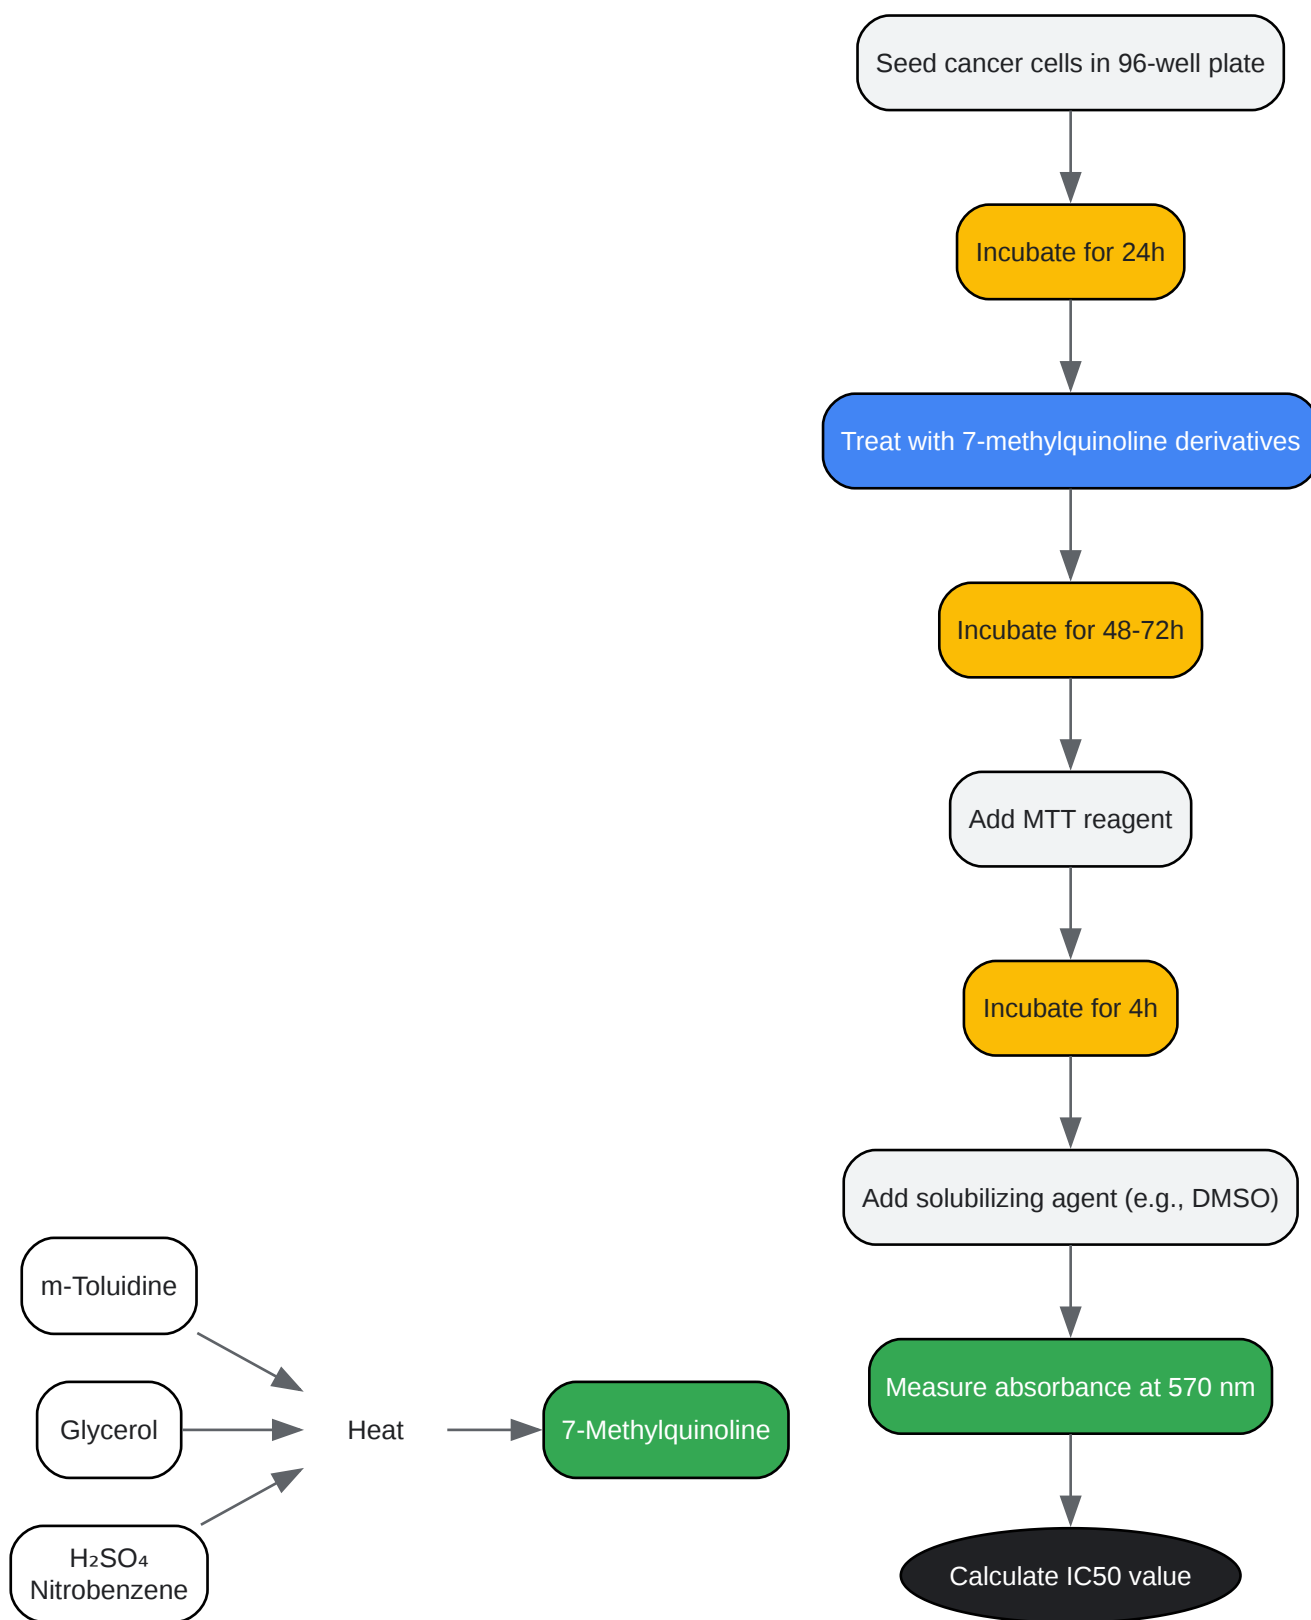 Seed cancer cells in 96-well plate
Incubate for 24h
Treat with 7-methylquinoline derivatives
Incubate for 48-72h
Add MTT reagent
Incubate for 4h
Add solubilizing agent (e.g., DMSO)
Measure absorbance at 570 nm
Calculate IC50 value
m-Toluidine
Glycerol
H₂SO₄
Nitrobenzene
Heat
7-Methylquinoline